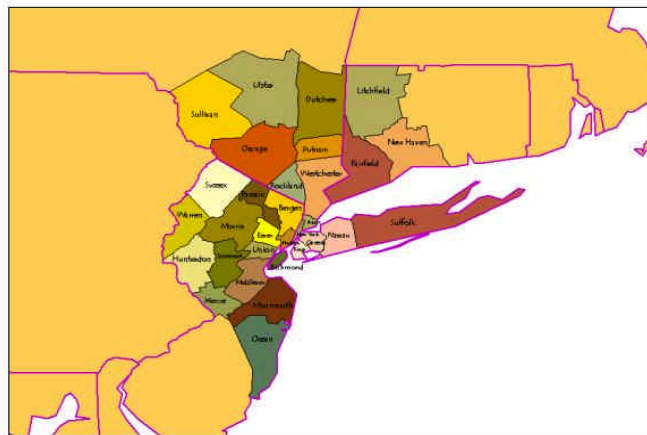 Ulster
Litchfield
Dutchess
Sullivan
New Haven
Orange
Putnam
Fairfield
Westchester
Sussex
Rockland
Passaic
Bergen
Warren
Suffolk
Morris
Essex
Nassau
Union
Hunterdon
Somerset
Richmond
Middlesex
Mercer
Monmouth
Ocean